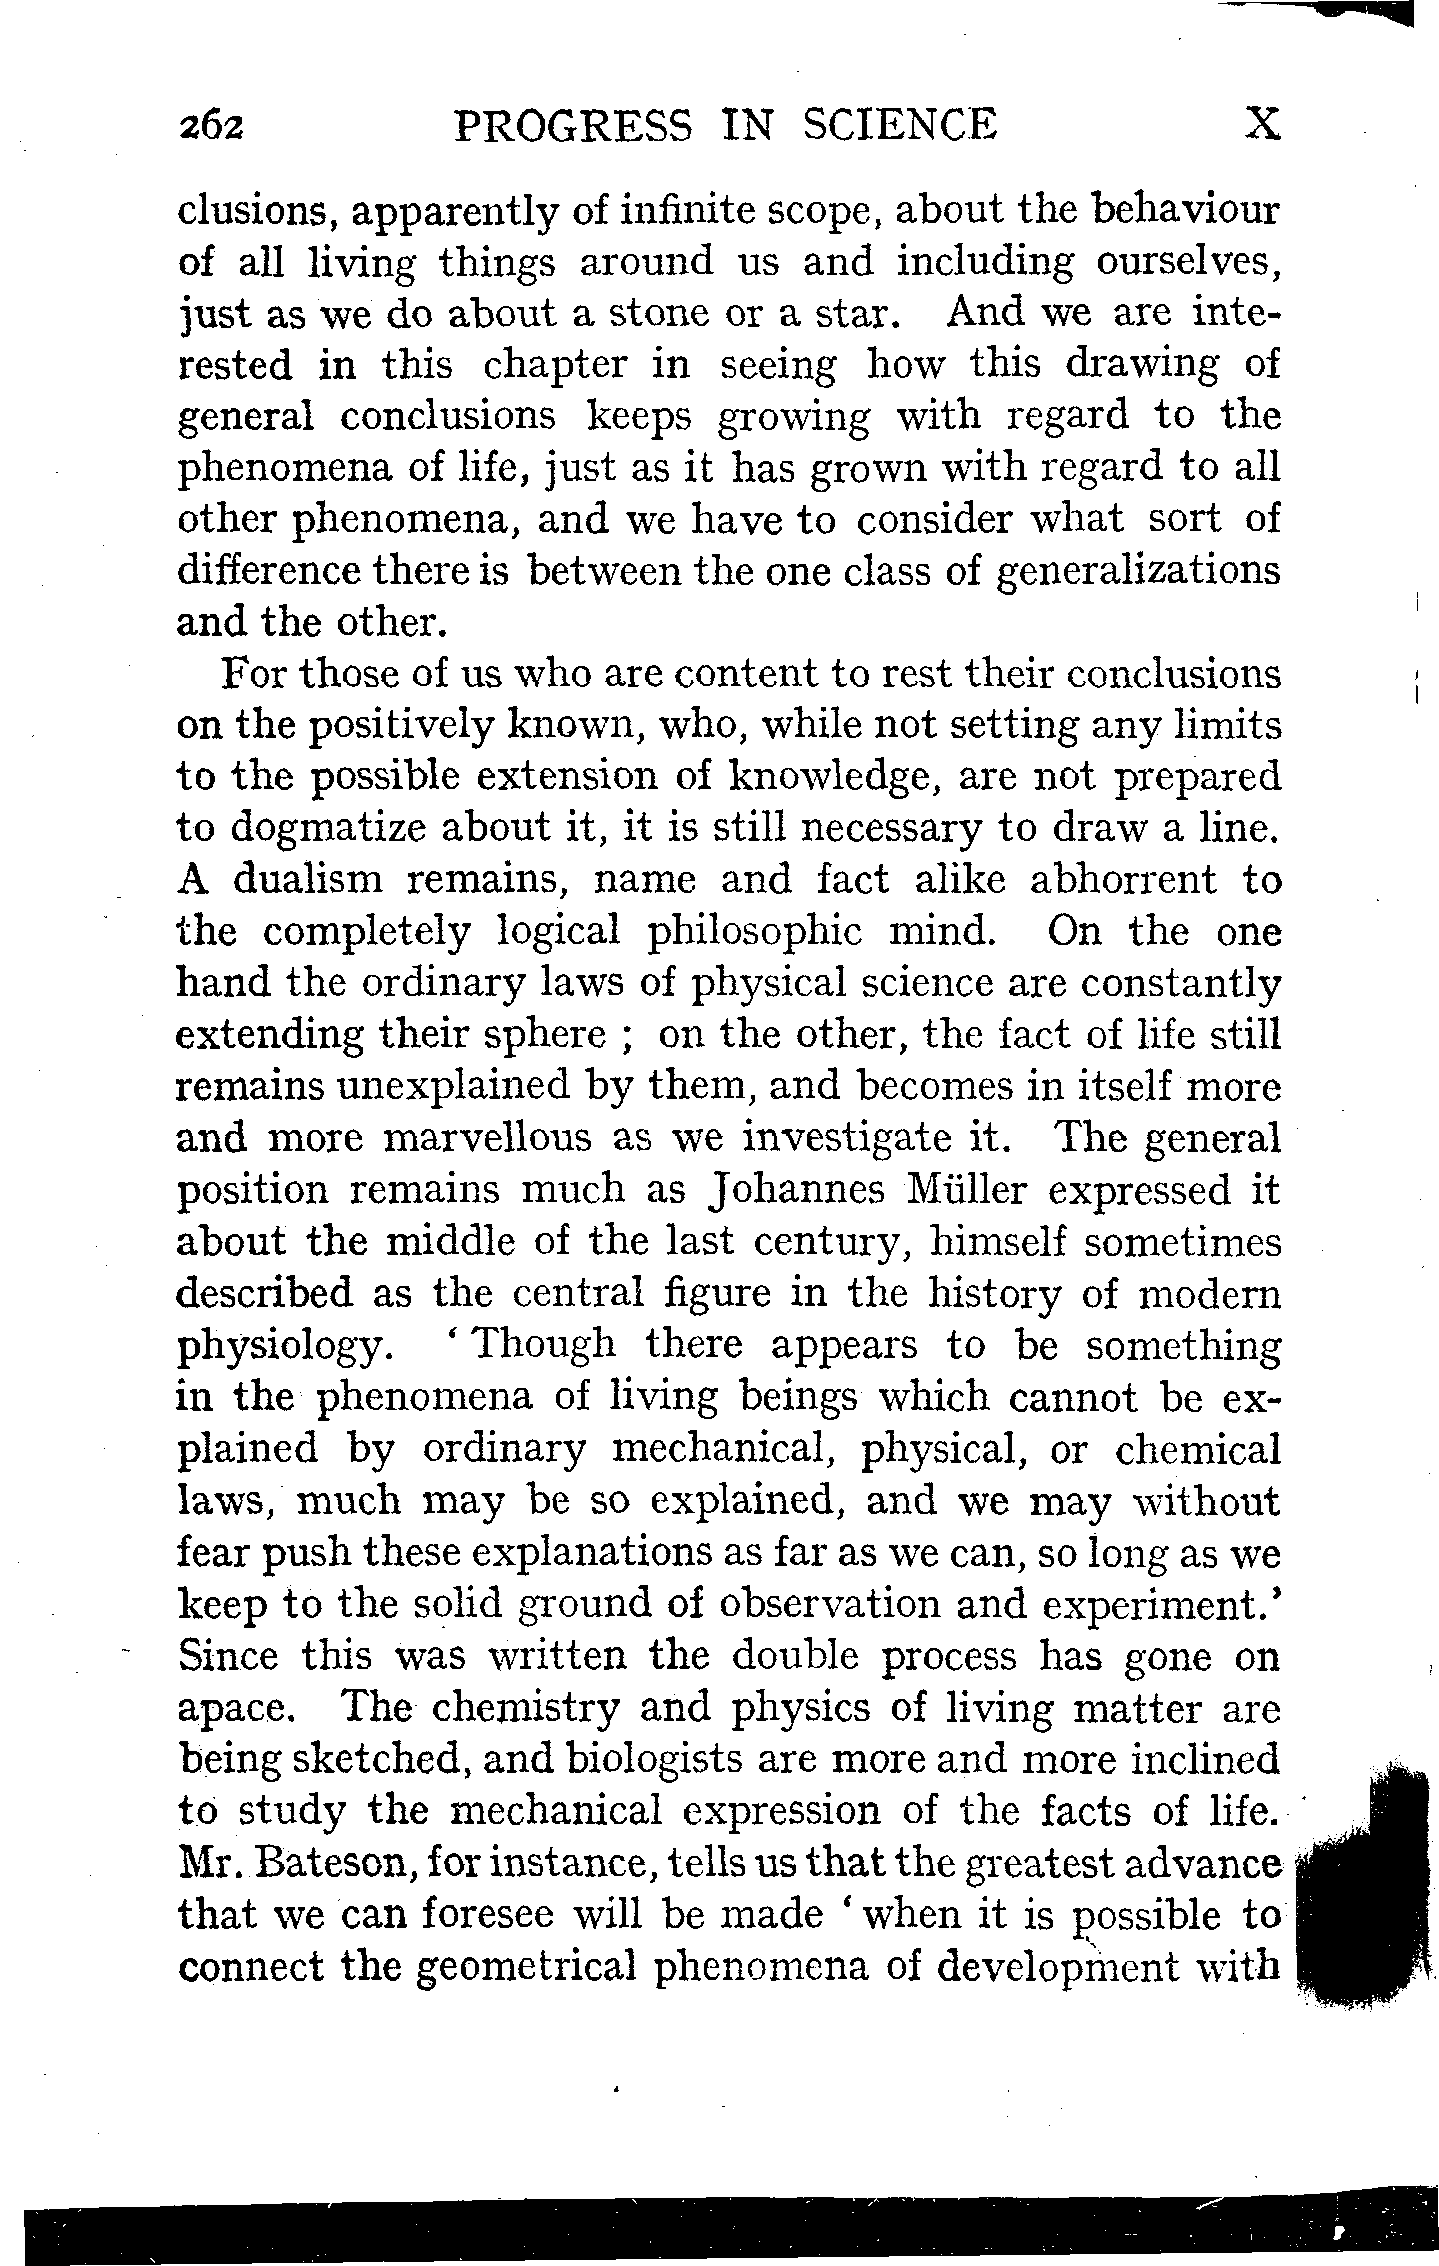 262 PROGRESS IN SCIENCE X
clusions, apparently of infinite scope, about the behaviour
of all living things around us and including ourselves,
just as we do about a stone or a star. And we are inte-
rested in this chapter in seeing how this drawing of
general conclusions keeps growing with regard to the
phenomena of life, just as it has grown with regard to all
other phenomena, and we have to consider what sort of
difference there is between the one class of generalizations
and the other.
For those of us who are content to rest their conclusions
on the positively known, who, while not setting any limits
to the possible extension of knowledge, are not prepared
to dogmatize about it, it is still necessary to draw a line.
A dualism remains, name and fact alike abhorrent to
the completely logical philosophic mind. On the one
hand the ordinary laws of physical science are constantly
extending their sphere ; on the other, the fact of life still
remains unexplained by them, and becomes in itself more
and more marvellous as we investigate it. The general
position remains much as Johannes Müller expressed it
about the middle of the last century, himself sometimes
described as the central figure in the history of modern
physiology. ‘ Though there appears to be something
in the phenomena of living beings which cannot be ex-
plained by ordinary mechanical, physical, or chemical
laws, much may be so explained, and we may without
fear push these explanations as far as we can, so long as we
keep to the solid ground of observation and experiment.’
Since this was written the double process has gone on
apace. The chemistry and physics of living matter are
being sketched, and biologists are more and more inclined
to study the mechanical expression of the facts of life.
Mr. Bateson, for instance, tells us that the greatest advance
that we can foresee will be made ‘ when it is possible to
connect the geometrical phenomena of development with